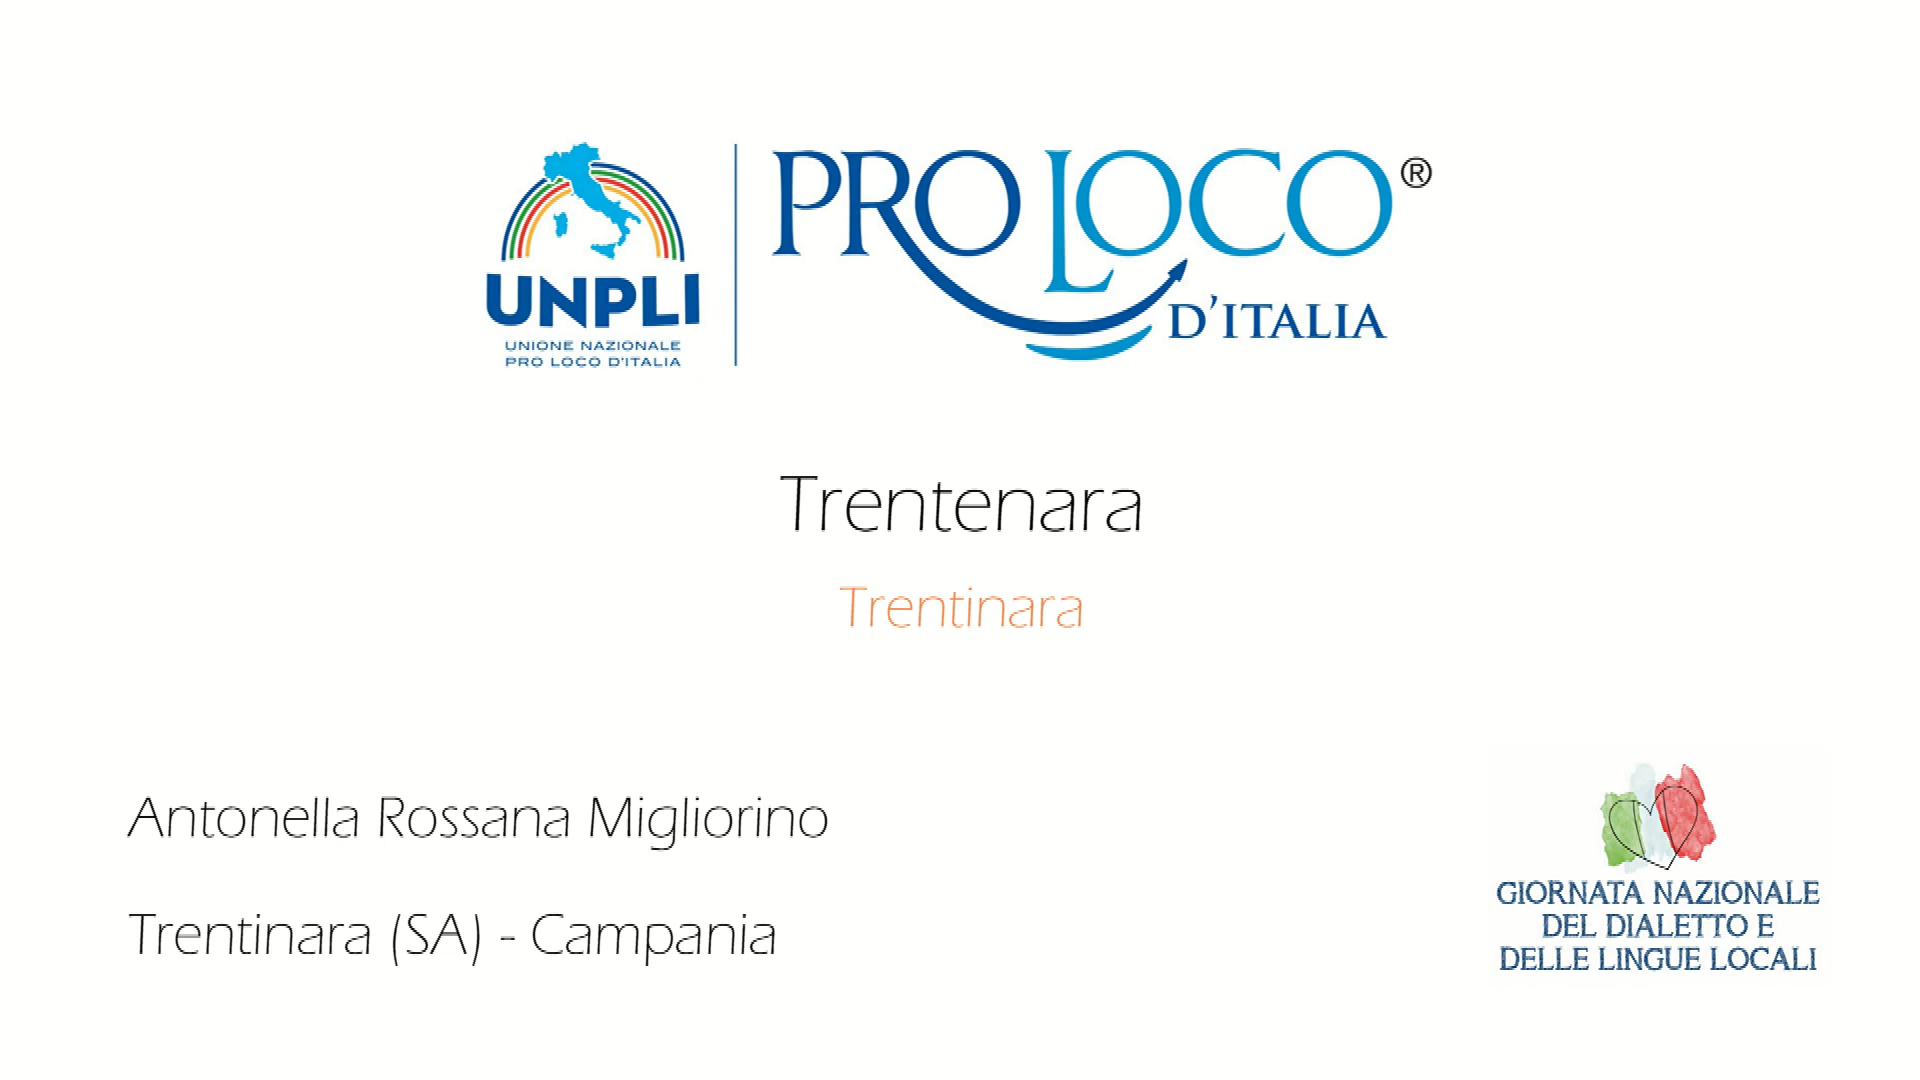 UNPLI
UNIONE NAZIONALE
PRO LOCO D'ITALIA
PRO LOCO®
D'ITALIA
Trentenara
Trentinara
Antonella Rossana Migliorino
Trentinara (SA) - Campania
GIORNATA NAZIONALE
DEL DIALETTO E
DELLE LINGUE LOCALI